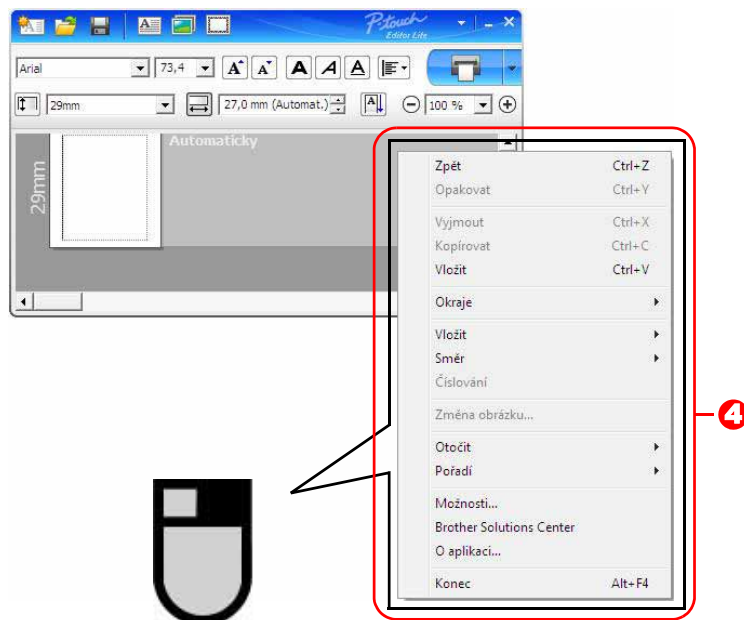 P-touch
Editor Lite
Arial 73,4 A A A A A
29mm 27,0 mm (Automat.) A 100 %
29mm
Automaticky
Zpět Ctrl+Z
Opakovat Ctrl+Y
Vyjmout Ctrl+X
Kopírovat Ctrl+C
Vložit Ctrl+V
Okraje
Vložit
Směr
Číslování
Změna obrázku...
Otočit
Pořadí
Možnosti...
Brother Solutions Center
O aplikaci...
Konec Alt+F4
4